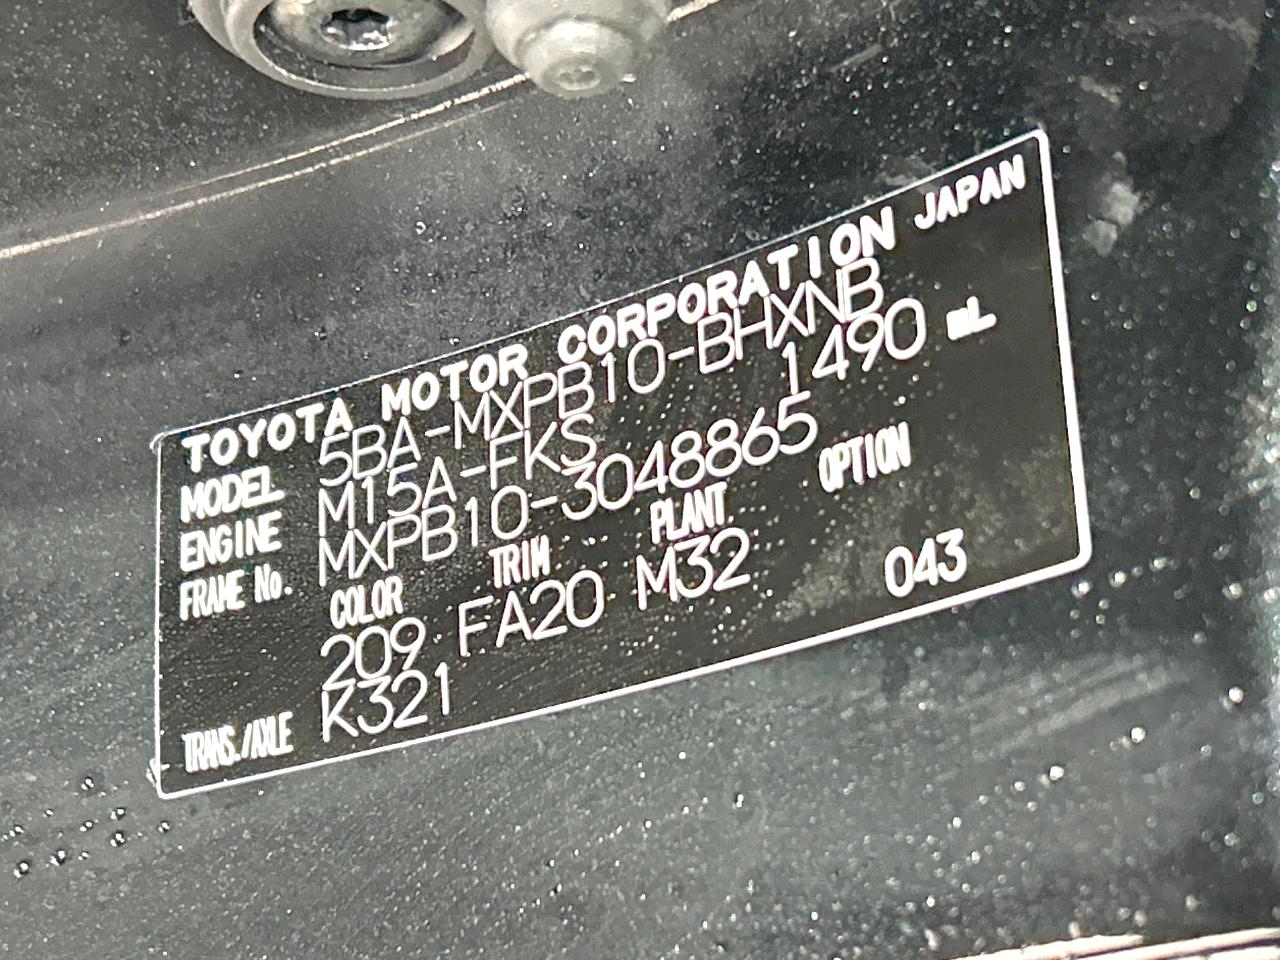 TOYOTA MOTOR CORPORATION JAPAN
MODEL 5BA-MXPB10-BHXNB
ENGINE M15A-FKS 1490 mL
FRAME No. MXPB10-3048865
COLOR TRIM PLANT OPTION
209 FA20 M32 043
TRANS./AXLE K321